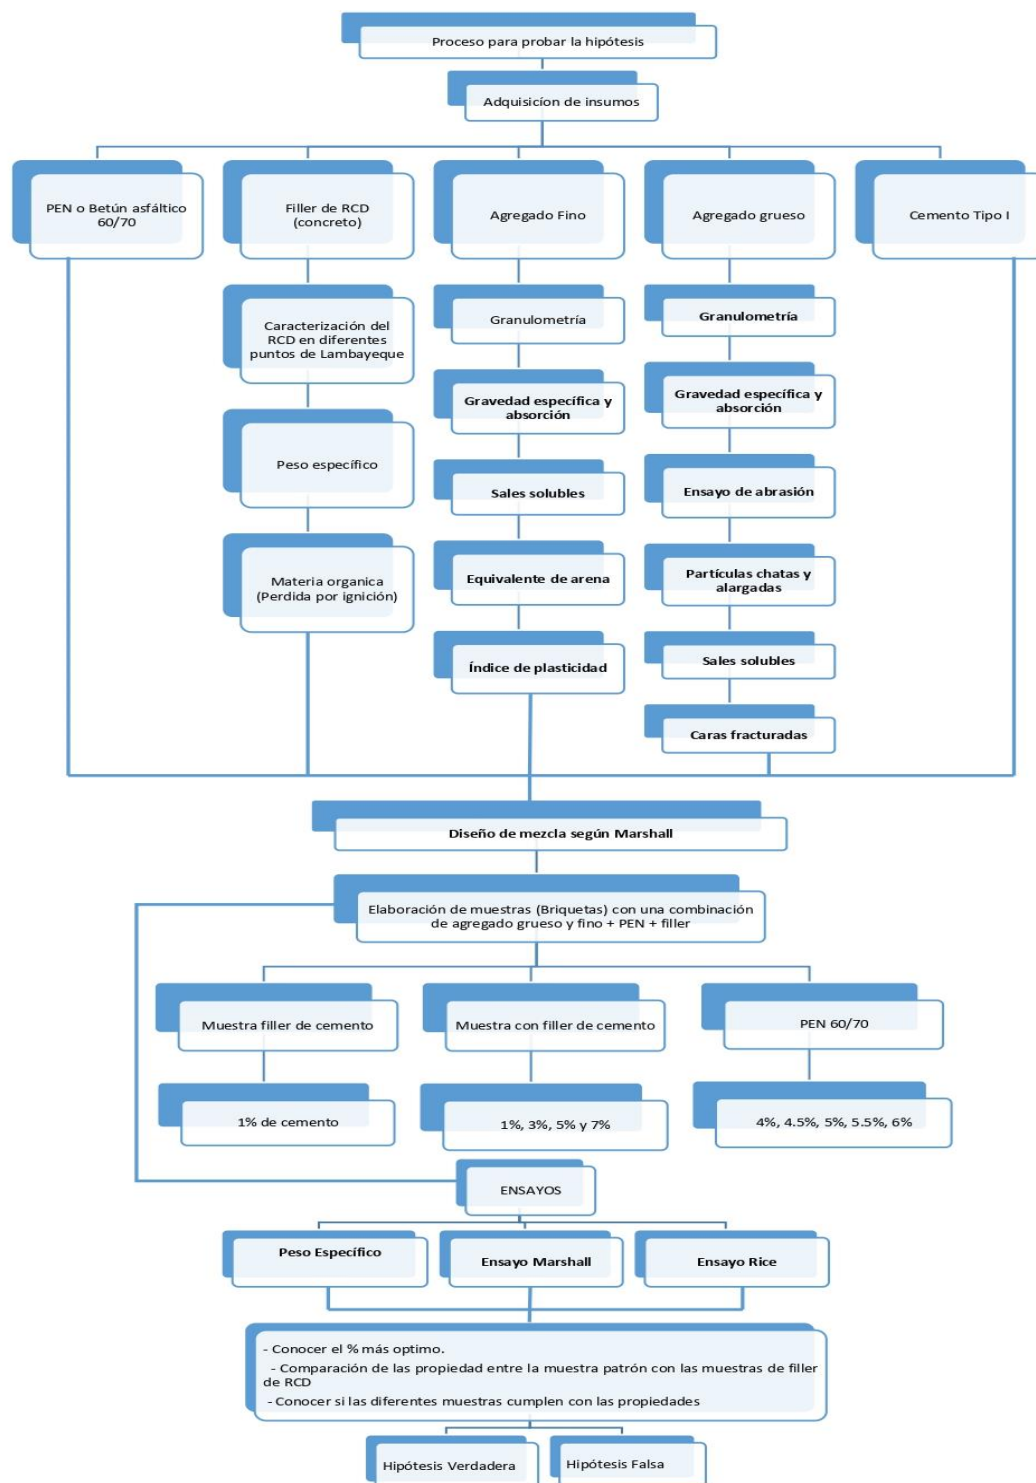 Proceso para probar la hipótesis
Adquisicíon de insumos
PEN o Betún asfáltico
60/70
Filler de RCD
(concreto)
Agregado Fino
Agregado grueso
Cemento Tipo I
Caracterización del
RCD en diferentes
puntos de Lambayeque
Peso específico
Materia organica
(Perdida por ignición)
Granulometría
Gravedad específica y
absorción
Sales solubles
Equivalente de arena
Índice de plasticidad
Granulometría
Gravedad específica y
absorción
Ensayo de abrasión
Partículas chatas y
alargadas
Sales solubles
Caras fracturadas
Diseño de mezcla según Marshall
Elaboración de muestras (Briquetas) con una combinación
de agregado grueso y fino + PEN + filler
Muestra filler de cemento
Muestra con filler de cemento
PEN 60/70
1% de cemento
1%, 3%, 5% y 7%
4%, 4.5%, 5%, 5.5%, 6%
ENSAYOS
Peso Específico
Ensayo Marshall
Ensayo Rice
- Conocer el % más optimo.
- Comparación de las propiedad entre la muestra patrón con las muestras de filler
de RCD
- Conocer si las diferentes muestras cumplen con las propiedades
Hipótesis Verdadera
Hipótesis Falsa